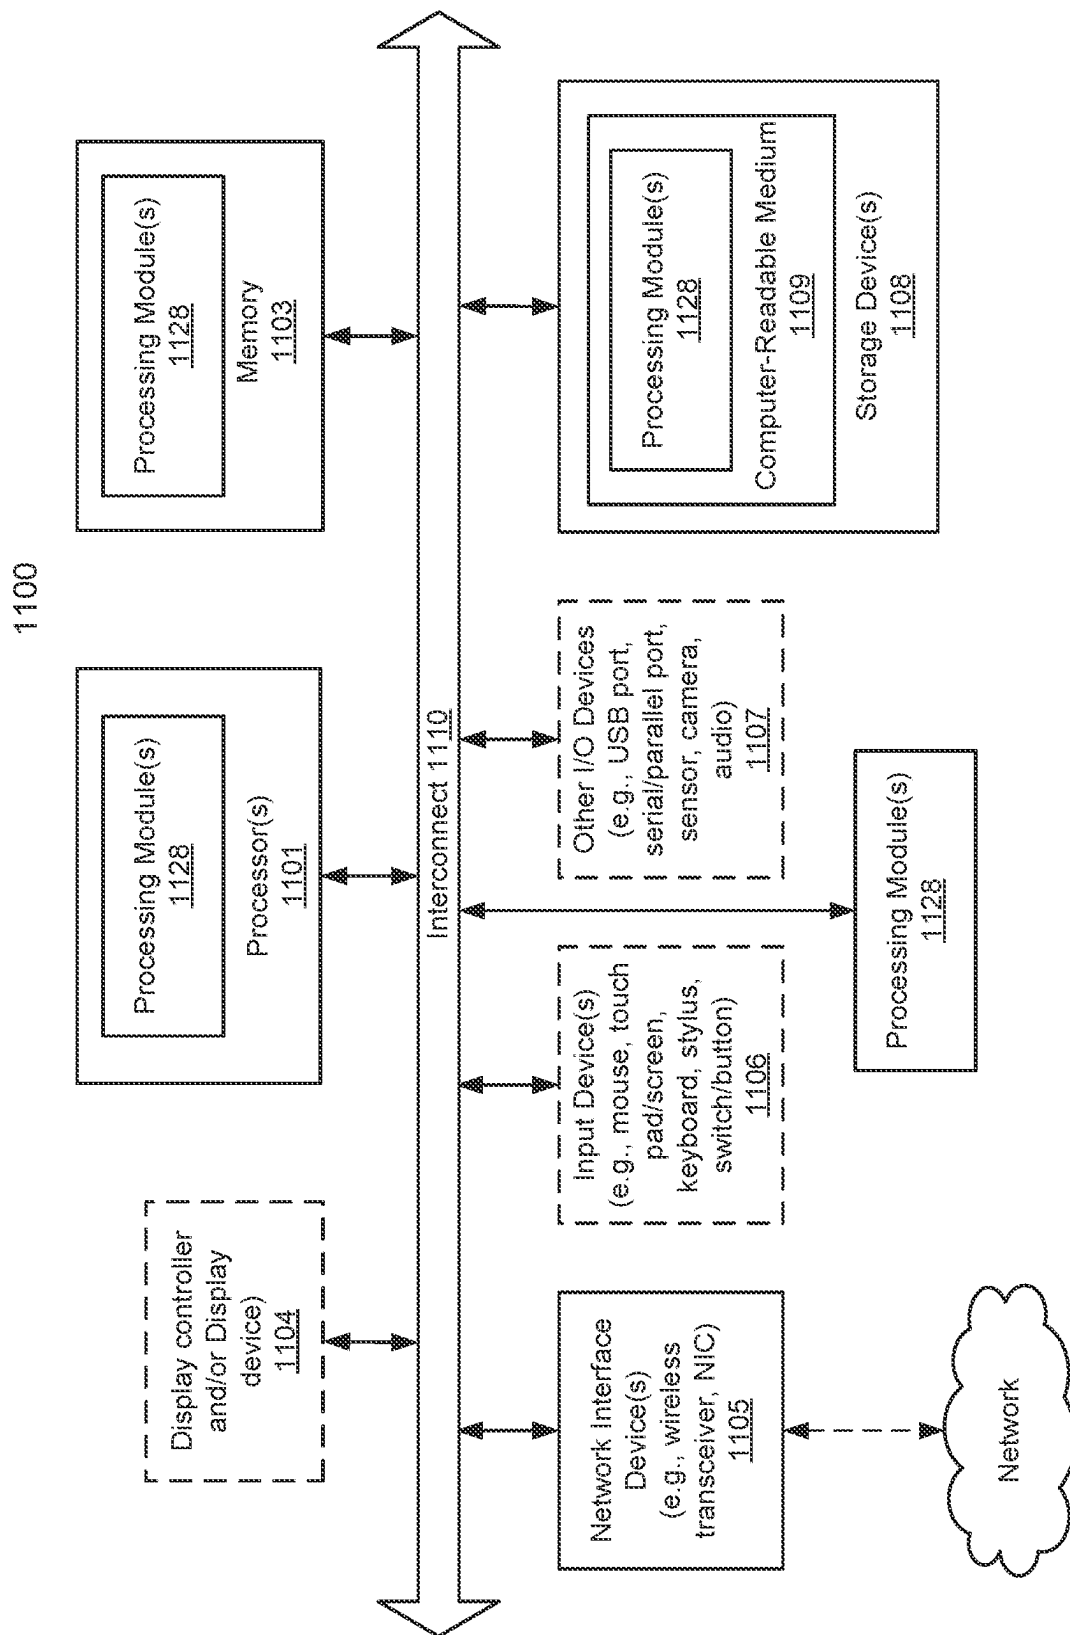 1100
Display controller
and/or Display
device)
1104
Processing Module(s)
1128
Processor(s)
1101
Processing Module(s)
1128
Memory
1103
Interconnect 1110
Network Interface
Device(s)
(e.g., wireless
transceiver, NIC)
1105
Input Device(s)
(e.g., mouse, touch
pad/screen,
keyboard, stylus,
switch/button)
1106
Other I/O Devices
(e.g., USB port,
serial/parallel port,
sensor, camera,
audio)
1107
Processing Module(s)
1128
Computer-Readable Medium
1109
Storage Device(s)
1108
Processing Module(s)
1128
Network